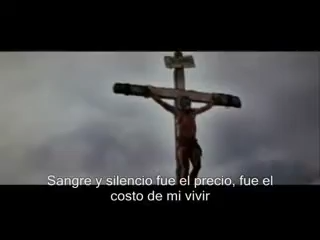 Sangre y silencio fue el precio, fue el
costo de mi vivir